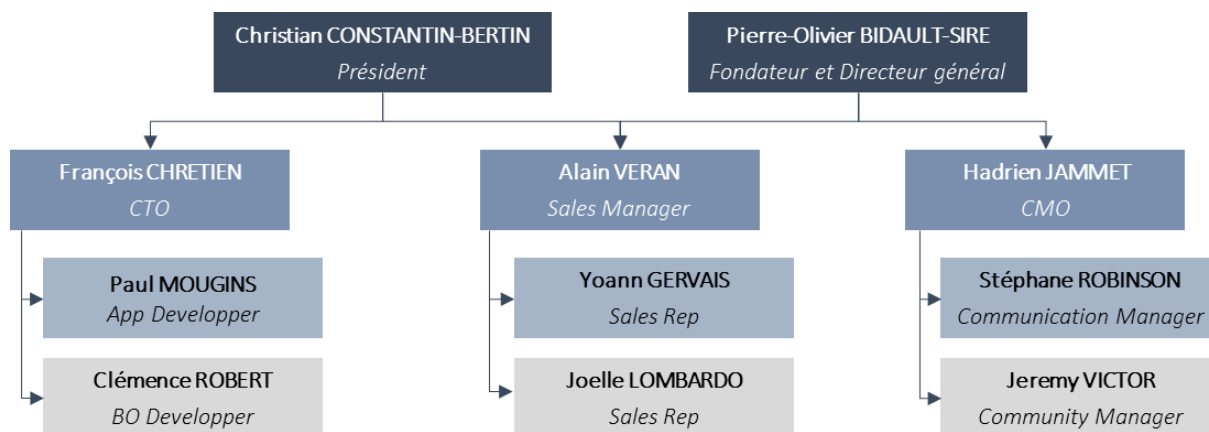 Christian CONSTANTIN-BERTIN
Président
Pierre-Olivier BIDAULT-SIRE
Fondateur et Directeur général
François CHRETIEN
CTO
Alain VERAN
Sales Manager
Hadrien JAMMET
CMO
Paul MOUGINS
App Developper
Yoann GERVAIS
Sales Rep
Stéphane ROBINSON
Communication Manager
Clémence ROBERT
BO Developper
Joelle LOMBARDO
Sales Rep
Jeremy VICTOR
Community Manager